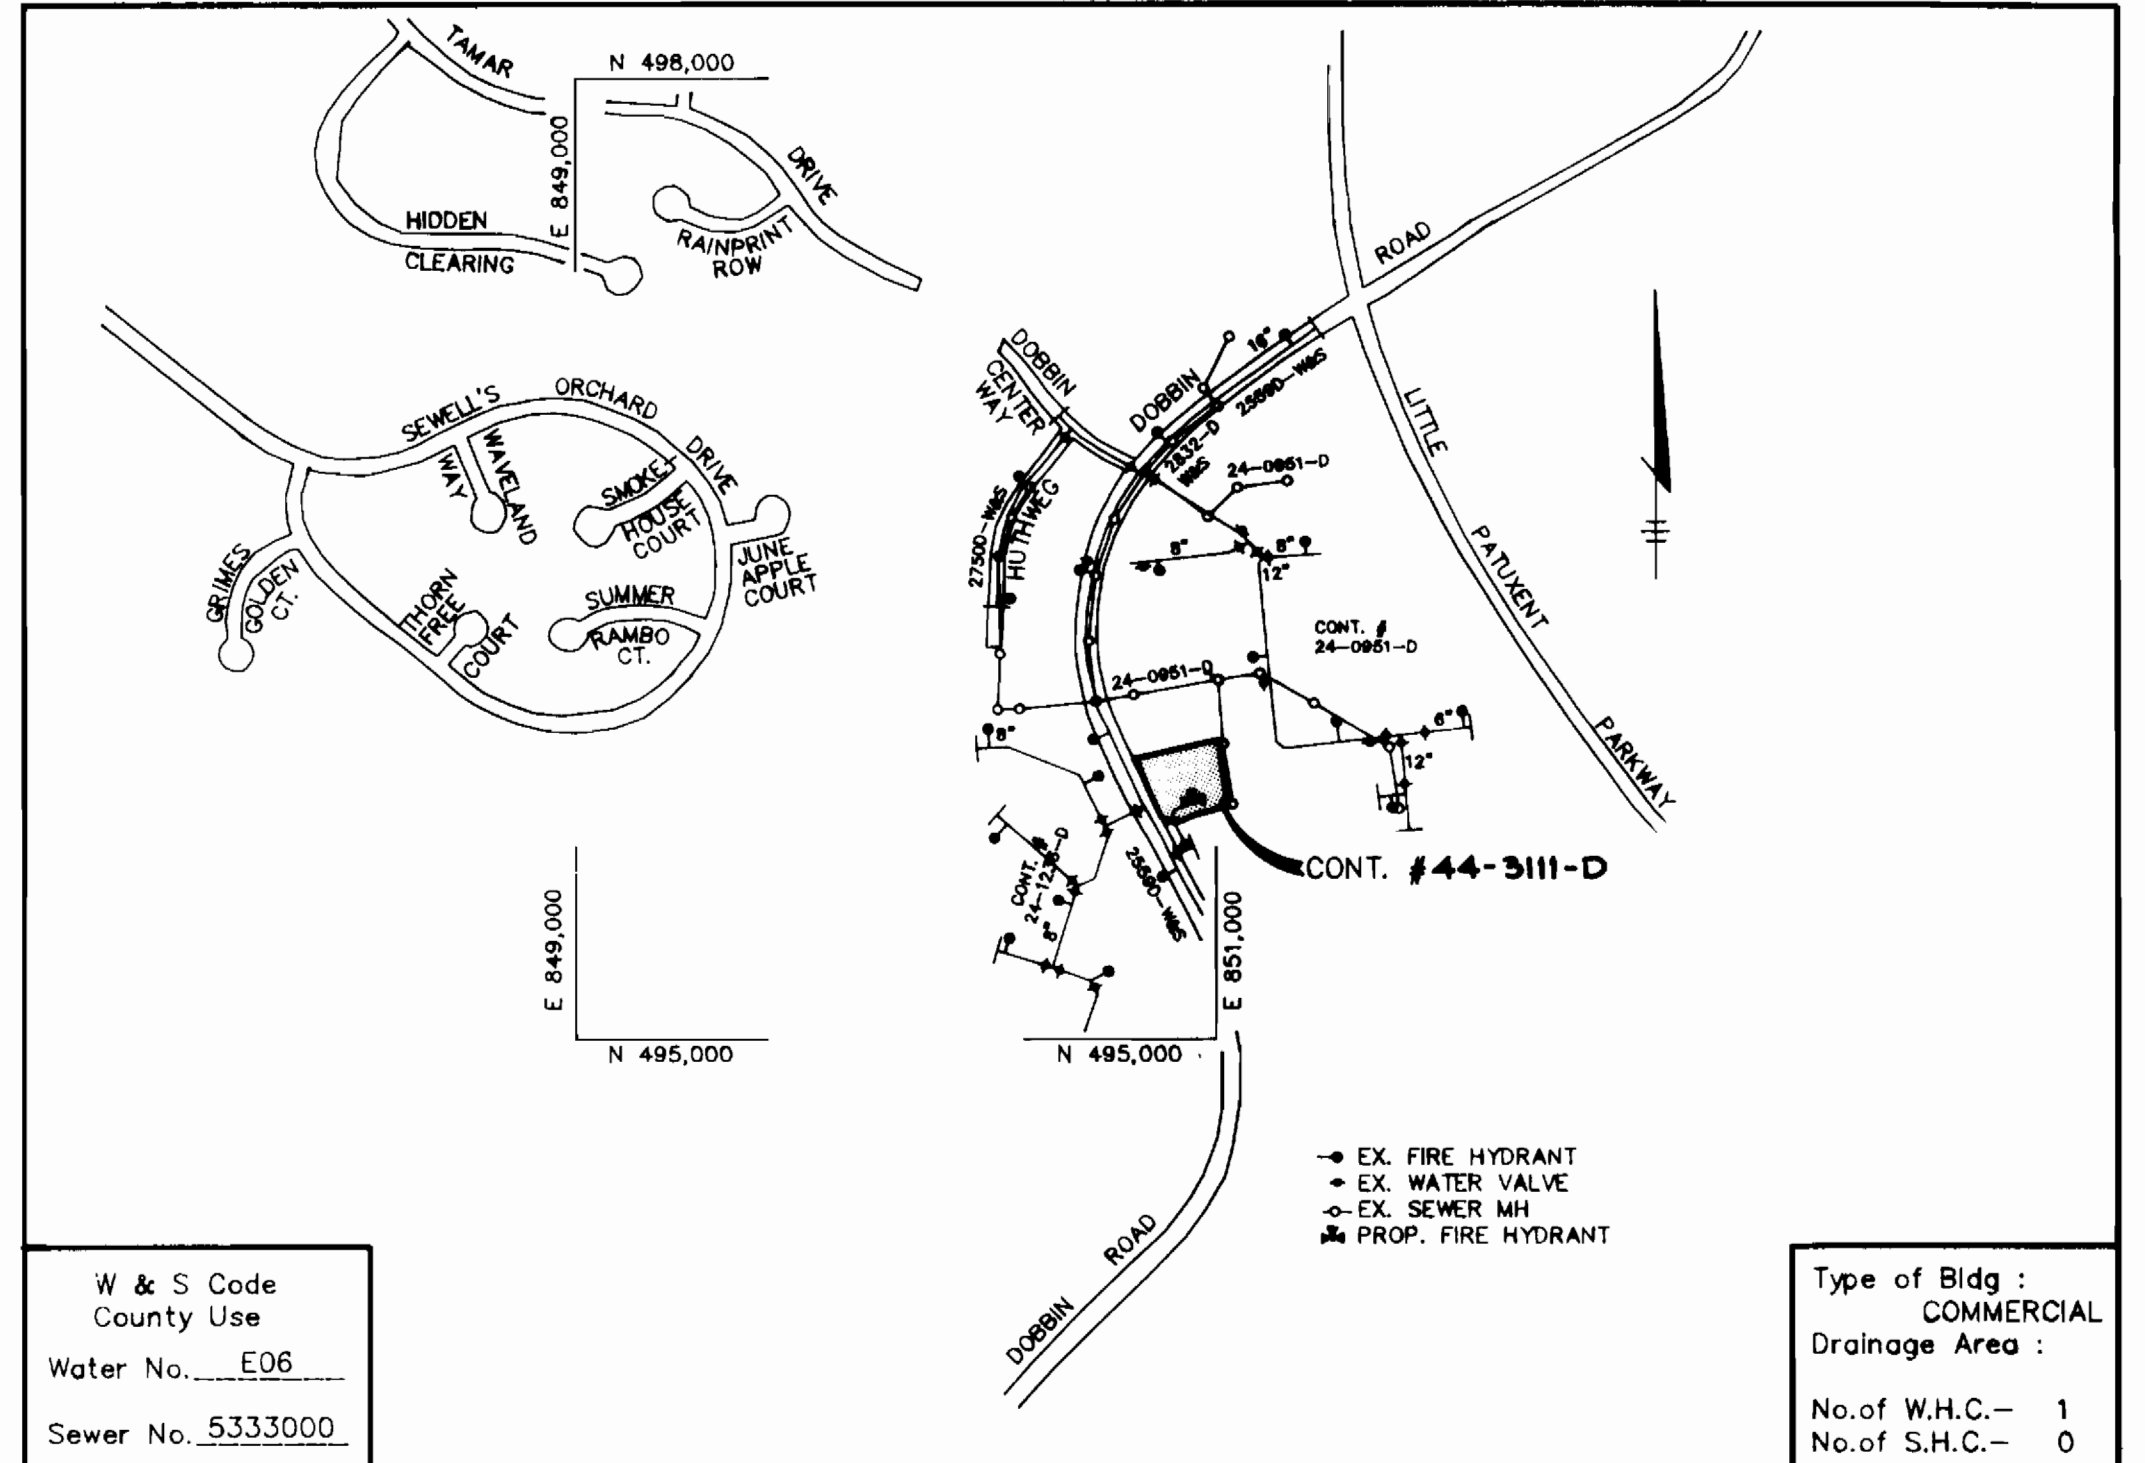 TAMAR
N 498,000
E 849,000
DRIVE
HIDDEN
CLEARING
RAINPRINT
ROW
ROAD
DOBBIN
CENTER
WAY
DOBBIN
16"
25690-W&S
2832-D
W&S
24-0951-D
LITTLE
PATUXENT
PARKWAY
SEWELL'S
ORCHARD
DRIVE
WAVELAND
WAY
SMOKE
HOUSE
COURT
JUNE
APPLE
COURT
GRIMES
GOLDEN
CT.
THORN
FREE
COURT
SUMMER
RAMBO
CT.
27500-W&S
HUTHWEG
8"
8"
12"
CONT. #
24-0951-D
24-0951-D
8"
6"
12"
CONT. #
8"
CONT. #44-3111-D
E 849,000
N 495,000
E 851,000
N 495,000
EX. FIRE HYDRANT
EX. WATER VALVE
EX. SEWER MH
PROP. FIRE HYDRANT
ROAD
DOBBIN
W & S Code
County Use
Water No. E06
Sewer No. 5333000
Type of Bldg :
COMMERCIAL
Drainage Area :
No.of W.H.C.- 1
No.of S.H.C.- 0